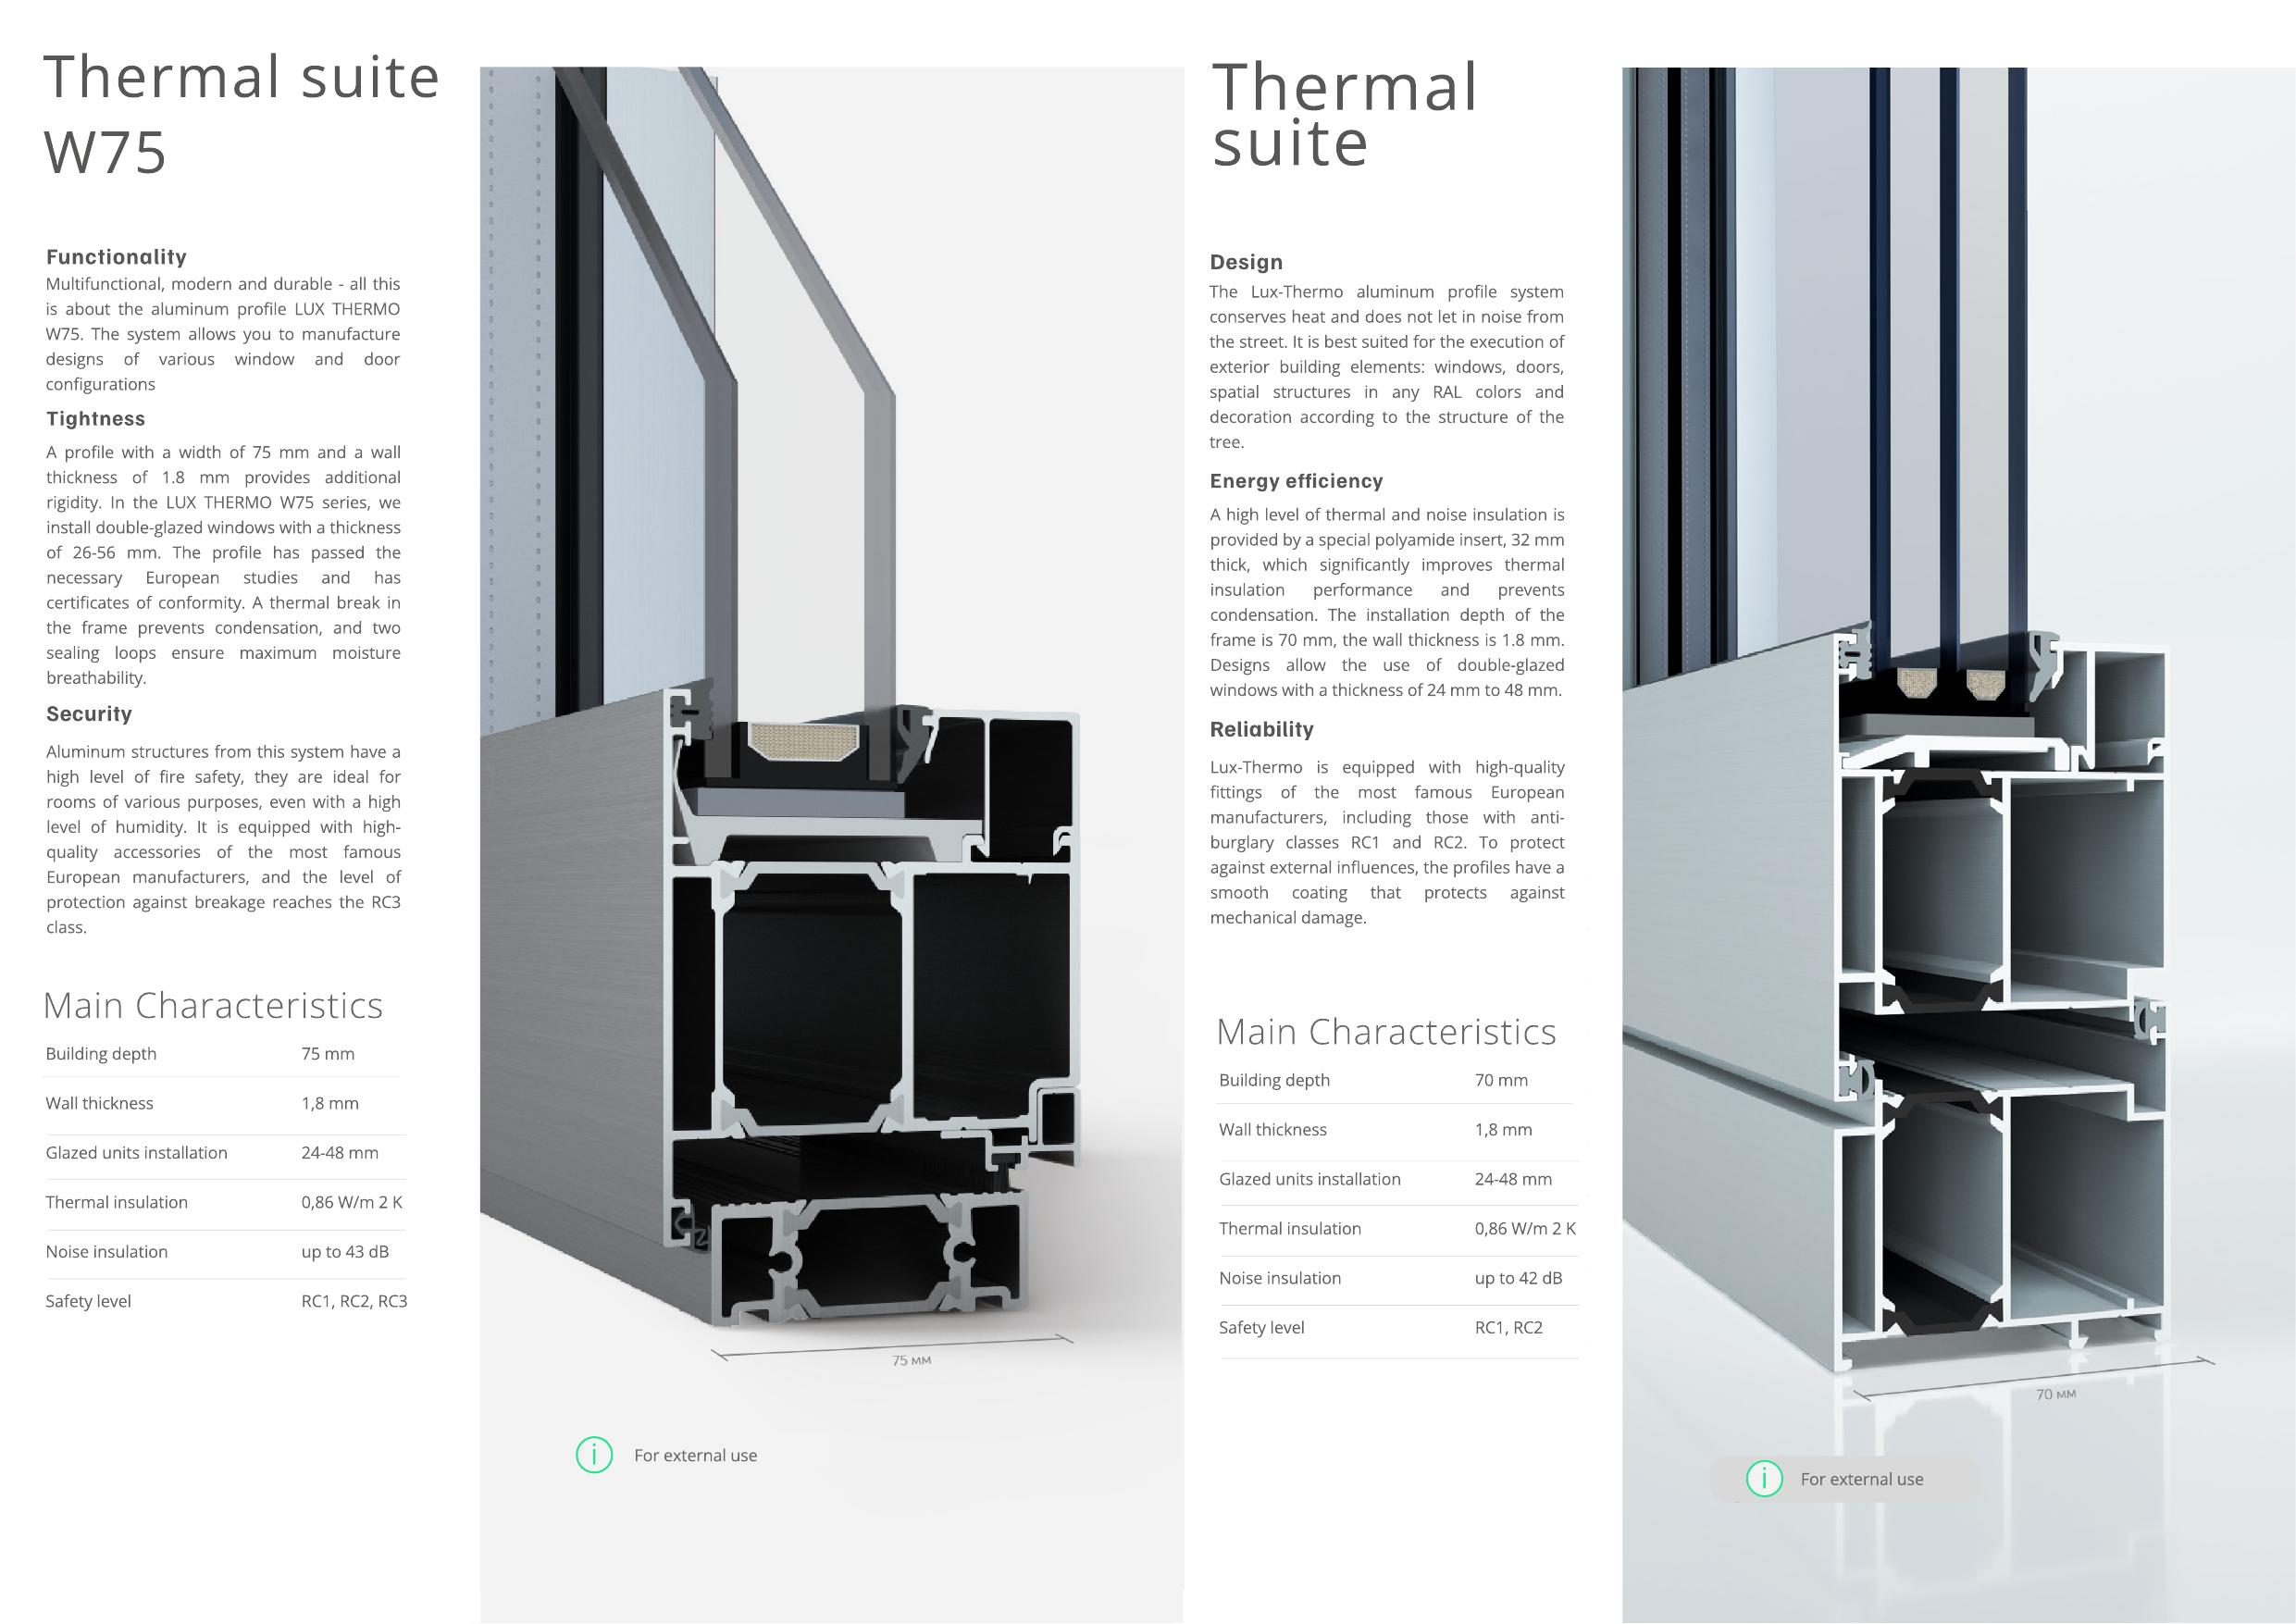 Thermal suite
W75
Functionality
Multifunctional, modern and durable - all this
is about the aluminum profile LUX THERMO
W75. The system allows you to manufacture
designs of various window and door
configurations
Tightness
A profile with a width of 75 mm and a wall
thickness of 1.8 mm provides additional
rigidity. In the LUX THERMO W75 series, we
install double-glazed windows with a thickness
of 26-56 mm. The profile has passed the
necessary European studies and has
certificates of conformity. A thermal break in
the frame prevents condensation, and two
sealing loops ensure maximum moisture
breathability.
Security
Aluminum structures from this system have a
high level of fire safety, they are ideal for
rooms of various purposes, even with a high
level of humidity. It is equipped with high-
quality accessories of the most famous
European manufacturers, and the level of
protection against breakage reaches the RC3
class.
Main Characteristics
Building depth 75 mm
Wall thickness 1,8 mm
Glazed units installation 24-48 mm
Thermal insulation 0,86 W/m 2 K
Noise insulation up to 43 dB
Safety level RC1, RC2, RC3
75 мм
For external use
Thermal
suite
Design
The Lux-Thermo aluminum profile system
conserves heat and does not let in noise from
the street. It is best suited for the execution of
exterior building elements: windows, doors,
spatial structures in any RAL colors and
decoration according to the structure of the
tree.
Energy efficiency
A high level of thermal and noise insulation is
provided by a special polyamide insert, 32 mm
thick, which significantly improves thermal
insulation performance and prevents
condensation. The installation depth of the
frame is 70 mm, the wall thickness is 1.8 mm.
Designs allow the use of double-glazed
windows with a thickness of 24 mm to 48 mm.
Reliability
Lux-Thermo is equipped with high-quality
fittings of the most famous European
manufacturers, including those with anti-
burglary classes RC1 and RC2. To protect
against external influences, the profiles have a
smooth coating that protects against
mechanical damage.
Main Characteristics
Building depth 70 mm
Wall thickness 1,8 mm
Glazed units installation 24-48 mm
Thermal insulation 0,86 W/m 2 K
Noise insulation up to 42 dB
Safety level RC1, RC2
70 мм
For external use